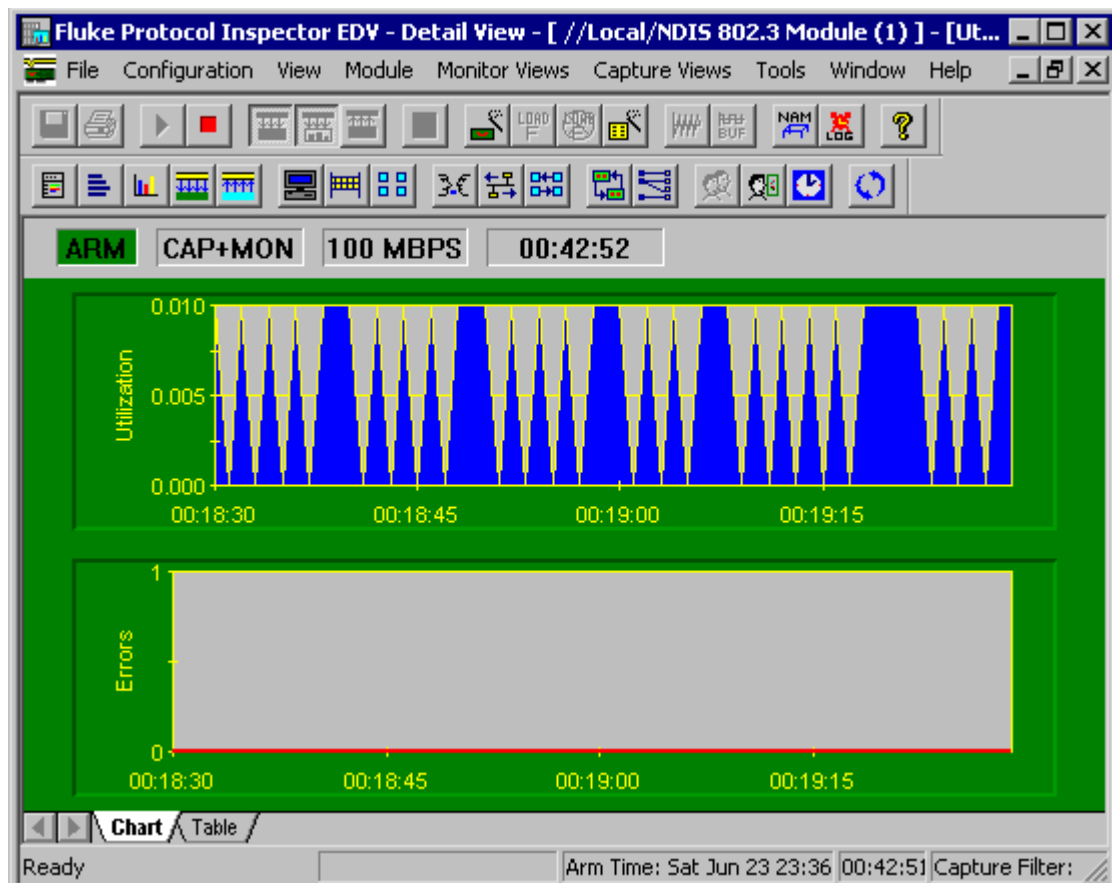 Fluke Protocol Inspector EDV - Detail View - [ //Local/NDIS 802.3 Module (1) ] - [Ut...
File Configuration View Module Monitor Views Capture Views Tools Window Help
LOAD F
BUF
NAM
LOG
ARM CAP+MON 100 MBPS 00:42:52
0.010
Utilization
0.005
0.000
00:18:30 00:18:45 00:19:00 00:19:15
1
Errors
0
00:18:30 00:18:45 00:19:00 00:19:15
Chart Table
Ready Arm Time: Sat Jun 23 23:36 00:42:51 Capture Filter: